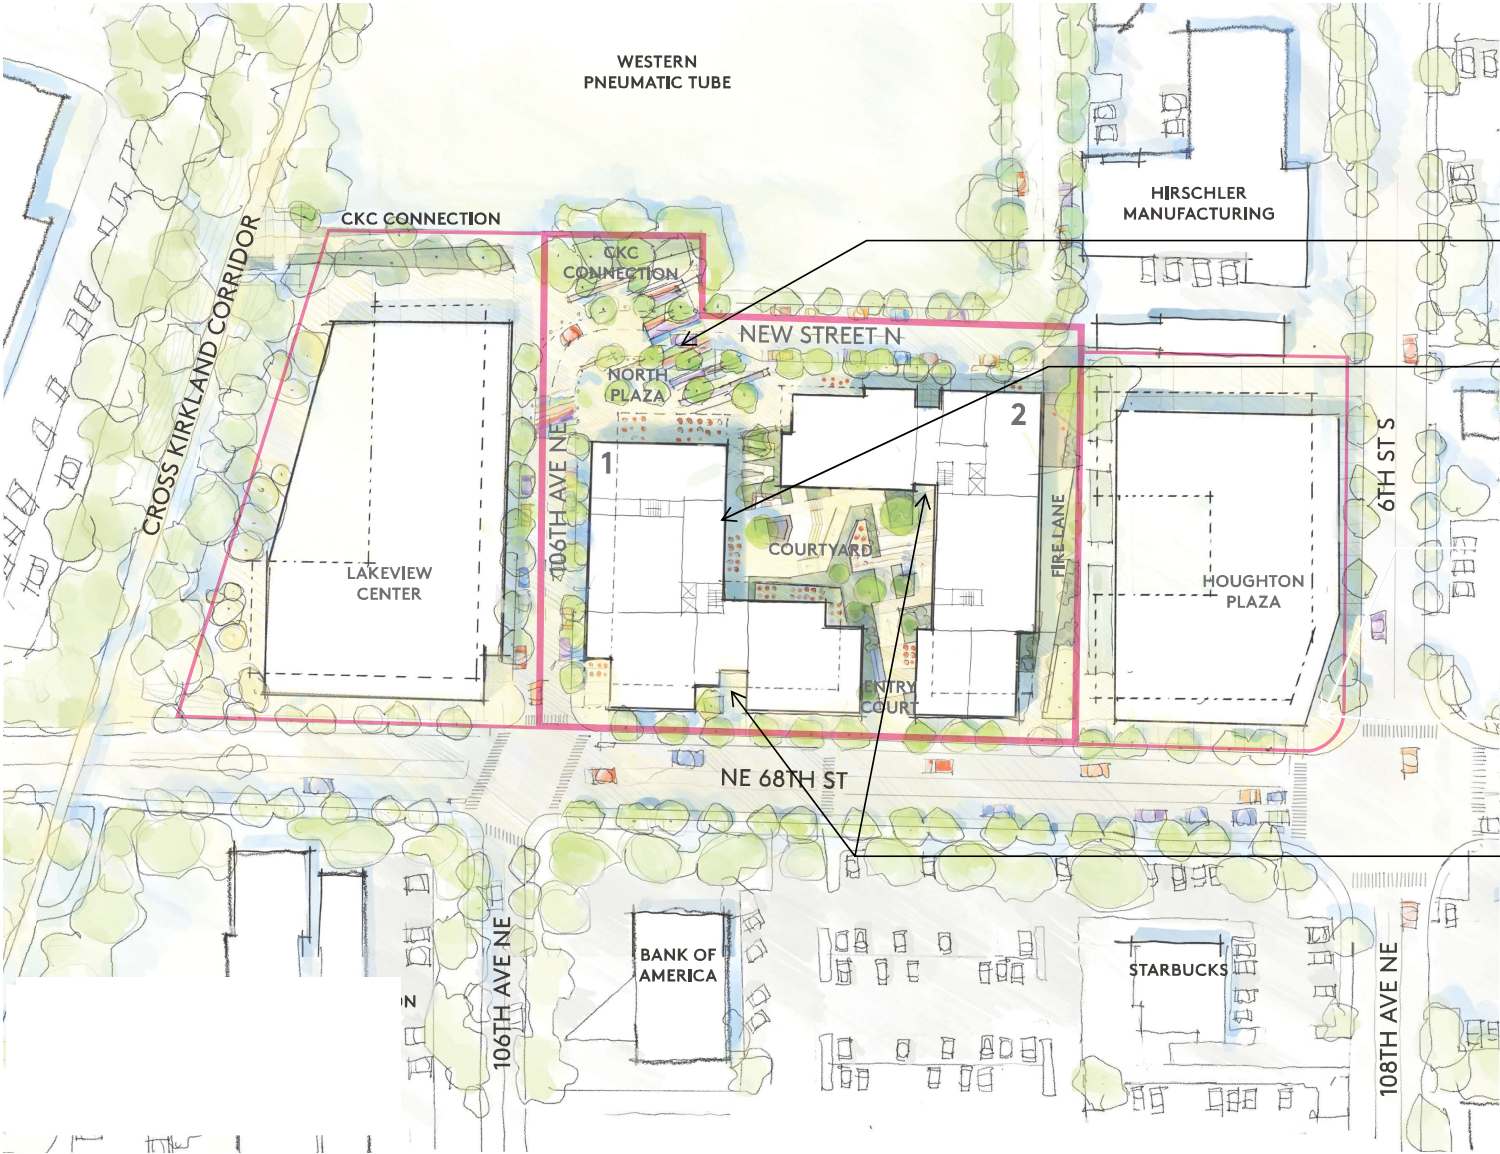 WESTERN
PNEUMATIC TUBE
HIRSCHLER
MANUFACTURING
CKC CONNECTION
CKC
CONNECTION
CROSS KIRKLAND CORRIDOR
NEW STREET N
NORTH
PLAZA
106TH AVE NE
1
2
6TH ST S
FIRE LANE
COURTYARD
LAKEVIEW
CENTER
HOUGHTON
PLAZA
ENTRY
COURT
NE 68TH ST
BANK OF
AMERICA
STARBUCKS
106TH AVE NE
108TH AVE NE
ON